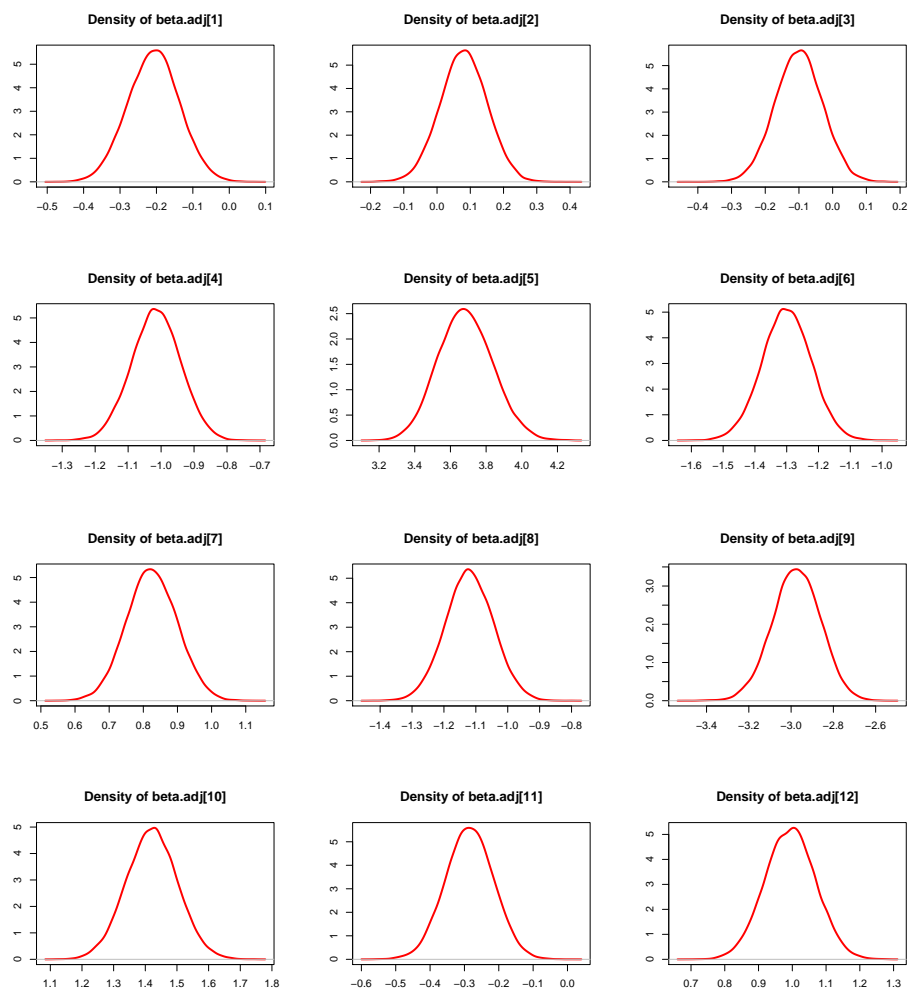 Density of beta.adj[1] Density of beta.adj[2] Density of beta.adj[3]
0 1 2 3 4 5 0 1 2 3 4 5 0 1 2 3 4 5
−0.5 −0.4 −0.3 −0.2 −0.1 0.0 0.1 −0.2 −0.1 0.0 0.1 0.2 0.3 0.4 −0.4 −0.3 −0.2 −0.1 0.0 0.1 0.2
Density of beta.adj[4] Density of beta.adj[5] Density of beta.adj[6]
0 1 2 3 4 5 0.0 0.5 1.0 1.5 2.0 2.5 0 1 2 3 4 5
−1.3 −1.2 −1.1 −1.0 −0.9 −0.8 −0.7 3.2 3.4 3.6 3.8 4.0 4.2 −1.6 −1.5 −1.4 −1.3 −1.2 −1.1 −1.0
Density of beta.adj[7] Density of beta.adj[8] Density of beta.adj[9]
0 1 2 3 4 5 0 1 2 3 4 5 0.0 1.0 2.0 3.0
0.5 0.6 0.7 0.8 0.9 1.0 1.1 −1.4 −1.3 −1.2 −1.1 −1.0 −0.9 −0.8 −3.4 −3.2 −3.0 −2.8 −2.6
Density of beta.adj[10] Density of beta.adj[11] Density of beta.adj[12]
0 1 2 3 4 5 0 1 2 3 4 5 0 1 2 3 4 5
1.1 1.2 1.3 1.4 1.5 1.6 1.7 1.8 −0.6 −0.5 −0.4 −0.3 −0.2 −0.1 0.0 0.7 0.8 0.9 1.0 1.1 1.2 1.3